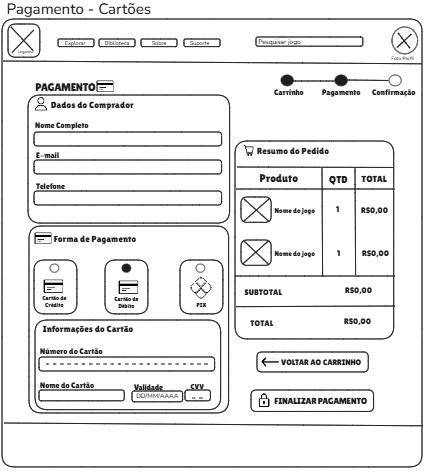 Pagamento - Cartões
Logotipo
Explorar
Biblioteca
Sobre
Suporte
Pesquisar jogo
Foto Perfil
PAGAMENTO
Carrinho
Pagamento
Confirmação
Dados do Comprador
Nome Completo
E-mail
Telefone
Forma de Pagamento
Cartão de
Crédito
Cartão de
Débito
PIX
Informações do Cartão
Número do Cartão
Nome do Cartão
Validade
DD/MM/AAAA
CVV
Resumo do Pedido
Produto QTD TOTAL
Nome do jogo 1 R$0,00
Nome do jogo 1 R$0,00
SUBTOTAL R$0,00
TOTAL R$0,00
VOLTAR AO CARRINHO
FINALIZAR PAGAMENTO